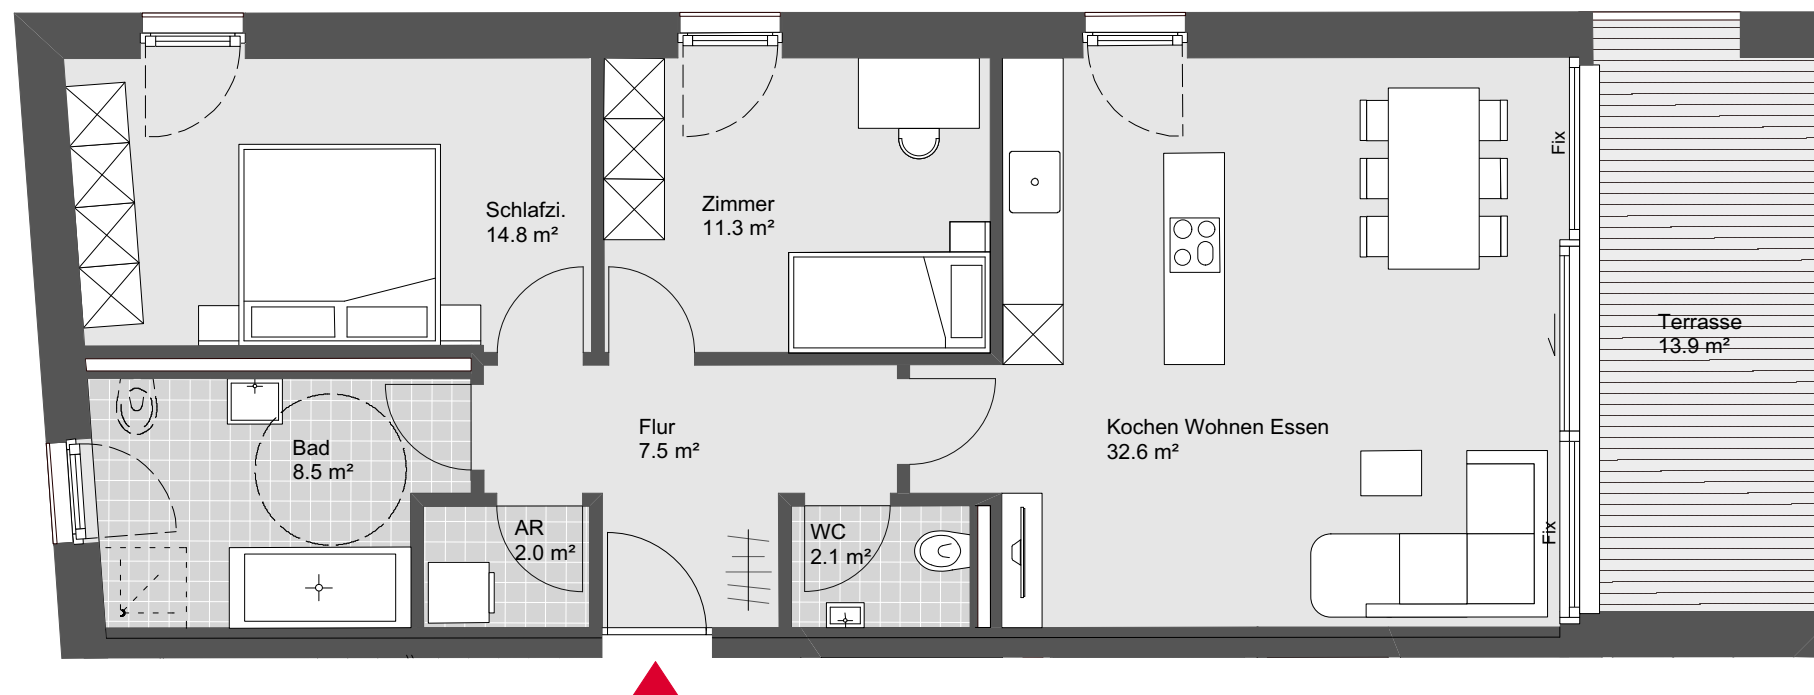 Schlafzi.
14.8 m²
Zimmer
11.3 m²
Fix
Terrasse
13.9 m²
Bad
8.5 m²
Flur
7.5 m²
Kochen Wohnen Essen
32.6 m²
AR
2.0 m²
WC
2.1 m²
Fix